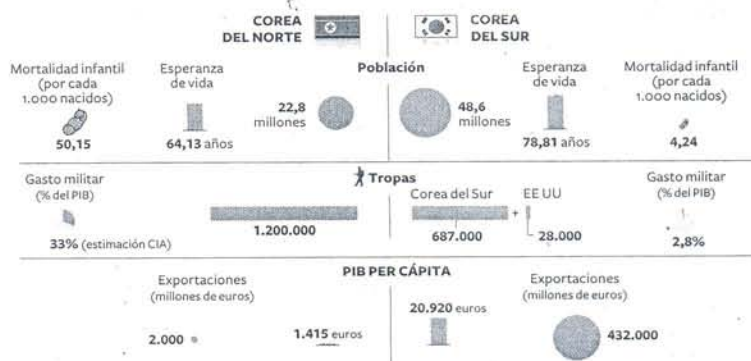 COREA
DEL NORTE
COREA
DEL SUR
Mortalidad infantil
(por cada
1.000 nacidos)
50,15
Esperanza
de vida
64,13 años
Población
22,8
millones
48,6
millones
Esperanza
de vida
78,81 años
Mortalidad infantil
(por cada
1.000 nacidos)
4,24
Gasto militar
(% del PIB)
33% (estimación CIA)
Tropas
1.200.000
Corea del Sur
687.000
+
EE UU
28.000
Gasto militar
(% del PIB)
2,8%
PIB PER CÁPITA
Exportaciones
(millones de euros)
2.000
1.415 euros
20.920 euros
Exportaciones
(millones de euros)
432.000